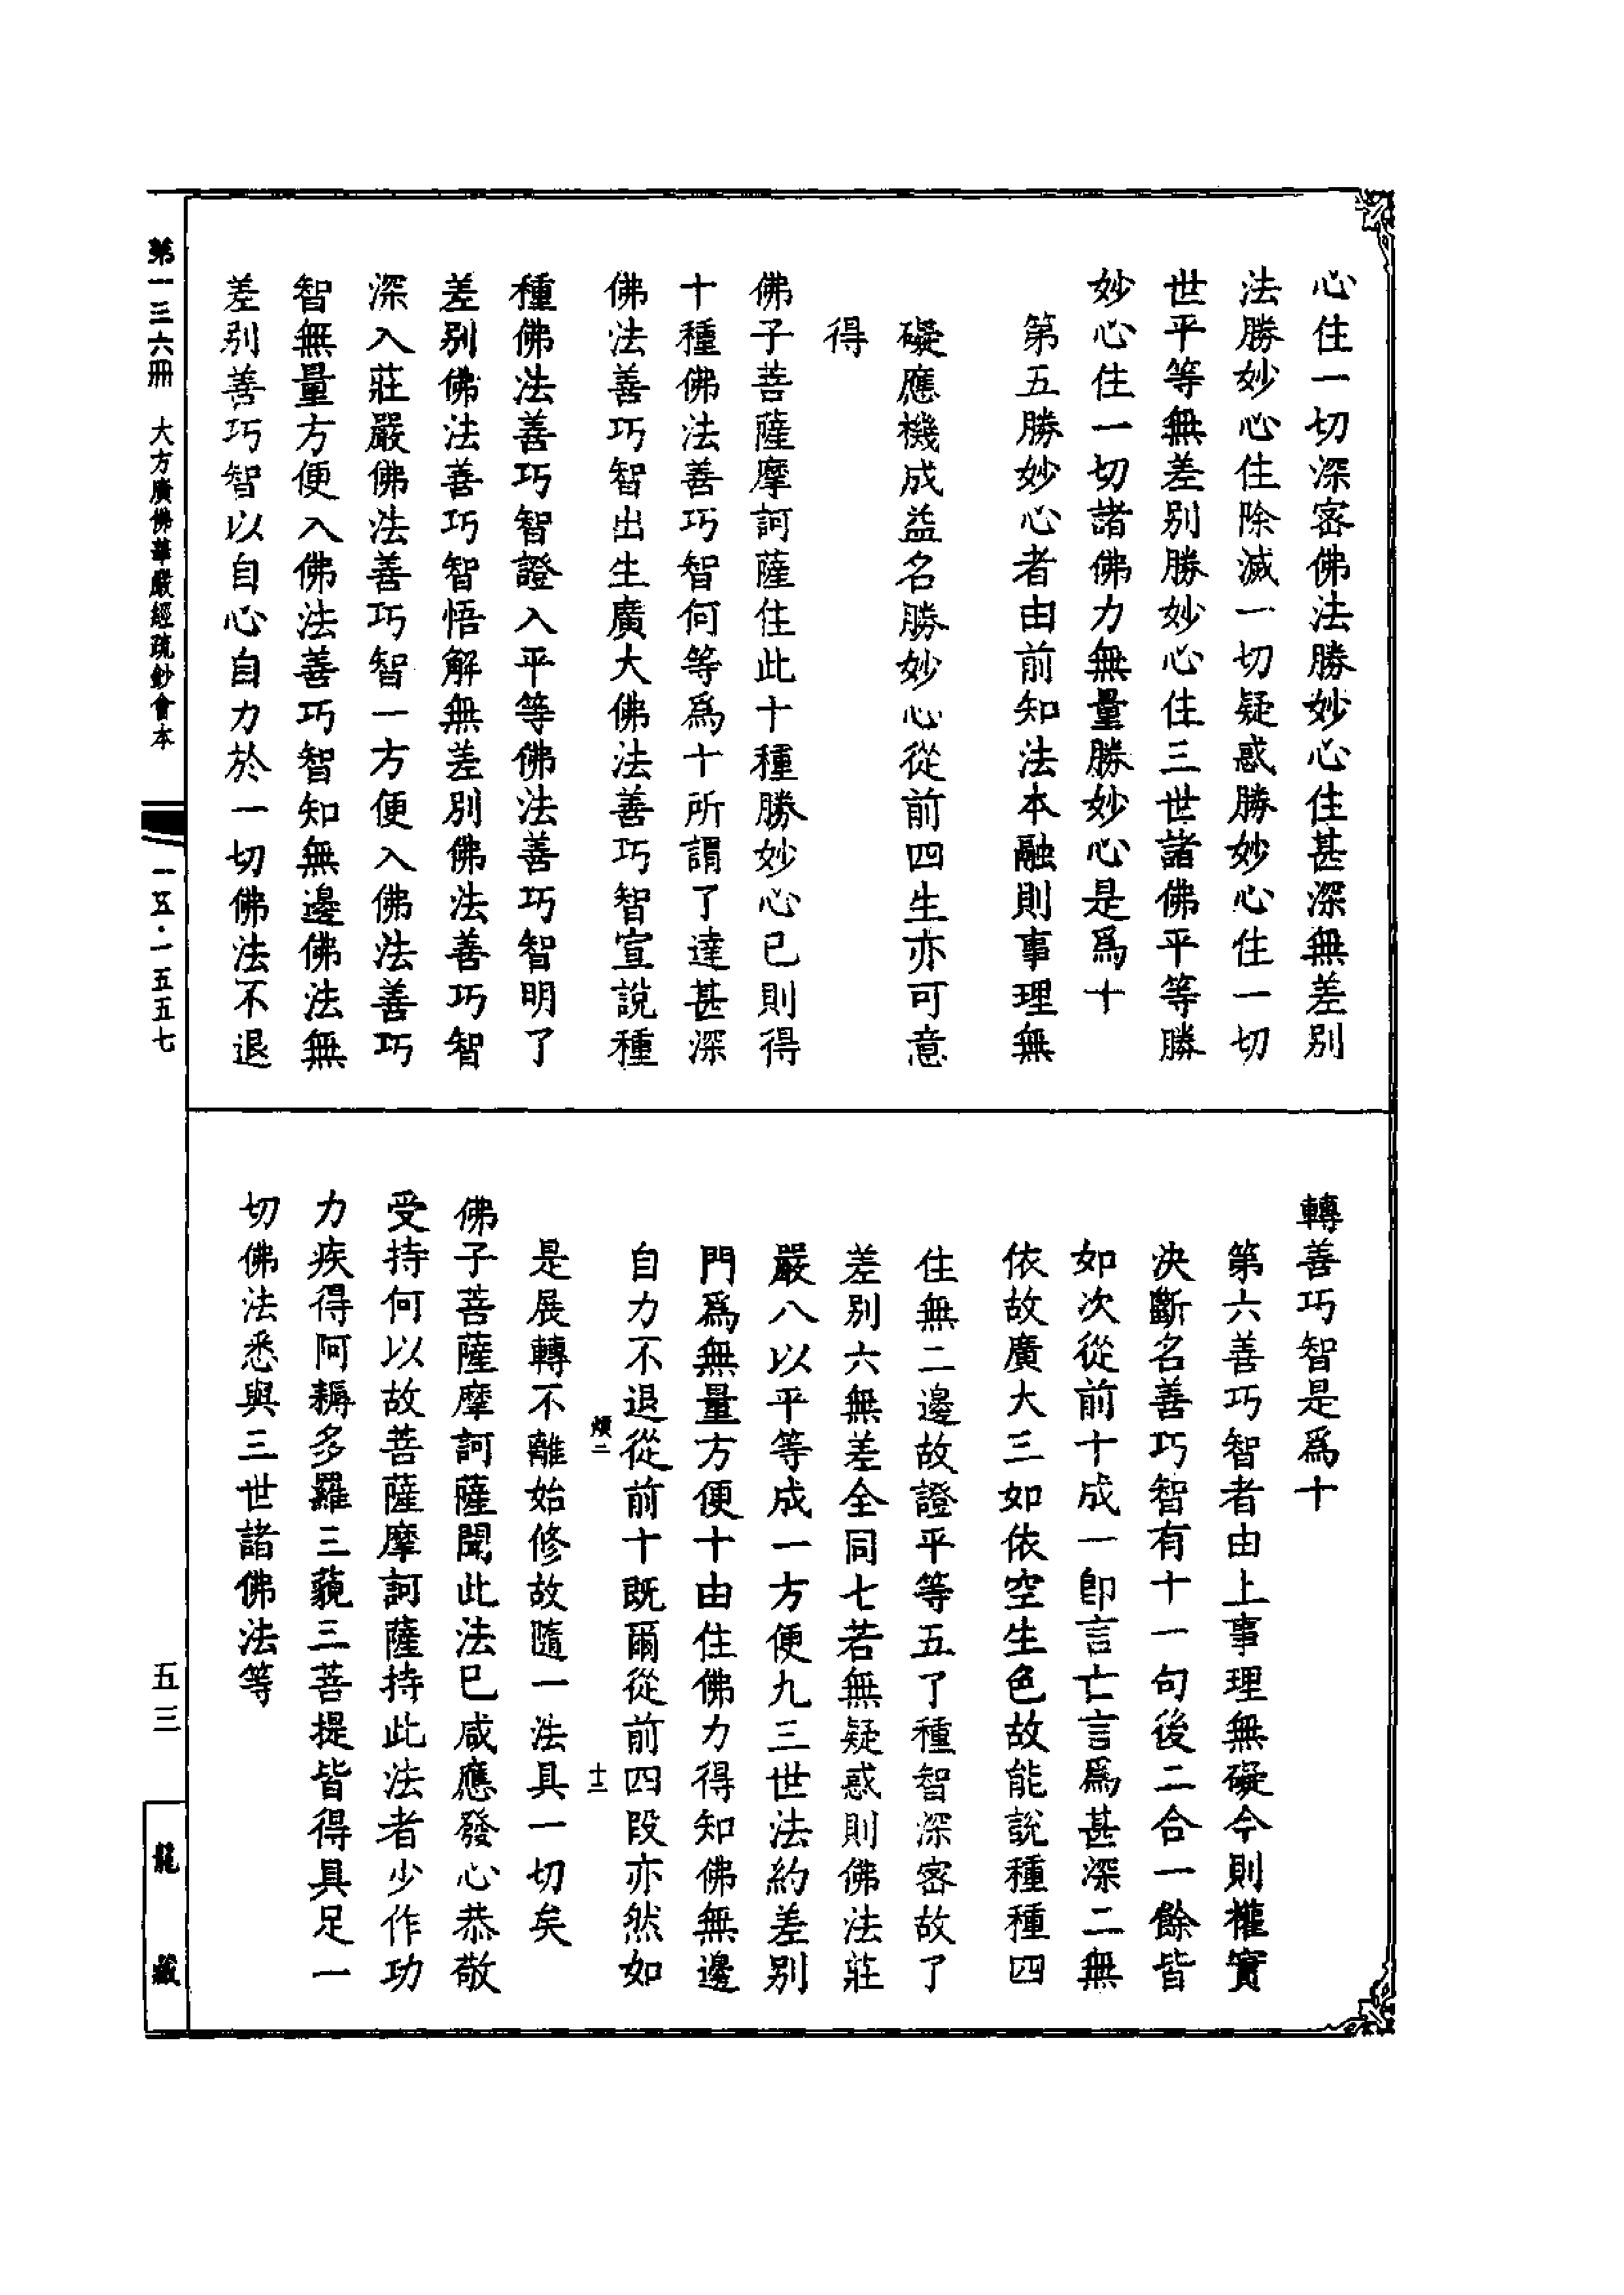 心住一切深密佛法勝妙心住甚深無差別
法勝妙心住除滅一切疑惑勝妙心住一切
世平等無差別勝妙心住三世諸佛平等勝
妙心住一切諸佛力無量勝妙心是爲十
第五勝妙心者由前知法本融則事理無
礙應機成益名勝妙心從前四生亦可意
得
佛子菩薩摩訶薩住此十種勝妙心已則得
十種佛法善巧智何等爲十所謂了達甚深
佛法善巧智出生廣大佛法善巧智宣說種
種佛法善巧智證入平等佛法善巧智明了
差別佛法善巧智悟解無差別佛法善巧智
深入莊嚴佛法善巧智一方便入佛法善巧
智無量方便入佛法善巧智知無邊佛法無
差別善巧智以自心自力於一切佛法不退
轉善巧智是爲十
第六善巧智者由上事理無礙今則權實
決斷名善巧智有十一句後二合一餘皆
如次從前十成一卽言亡言爲甚深二無
依故廣大三如依空生色故能說種種四
住無二邊故證平等五了種智深密故了
差別六無差全同七若無疑惑則佛法莊
嚴八以平等成一方便九三世法約差別
門爲無量方便十由住佛力得知佛無邊
自力不退從前十既爾從前四段亦然如
煩二
十二
是展轉不離始修故隨一法具一切矣
佛子菩薩摩訶薩聞此法已咸應發心恭敬
受持何以故菩薩摩訶薩持此法者少作功
力疾得阿耨多羅三藐三菩提皆得具足一
切佛法悉與三世諸佛法等
第一三六冊 大方廣佛華嚴經疏鈔會本
一五·一五五七
五三
龍藏